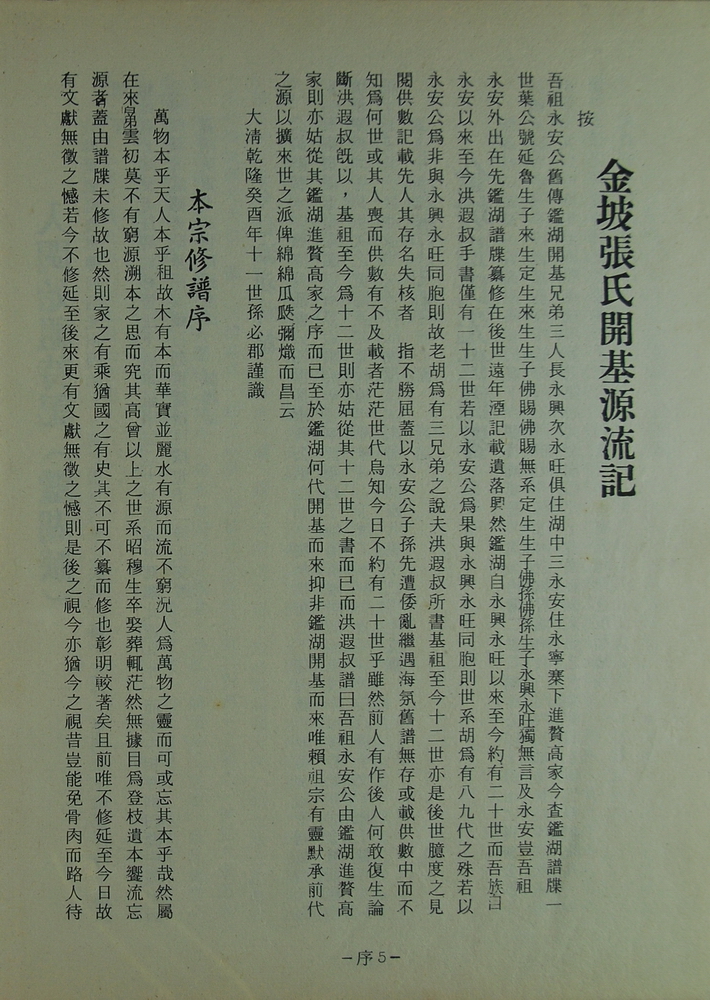 金坡張氏開基源流記
按
吾祖永安公舊傳鑑湖開基兄弟三人長永興次永旺俱住湖中三永安住永寧寨下進贅高家今查鑑湖譜牒一
世葉公號延魯生子來生定生來生生子佛賜佛賜無系定生生子佛孫佛孫生子永興永旺獨無言及永安豈吾祖
永安外出在先鑑湖譜牒纂修在後世遠年湮記載遺落歟然鑑湖自永興永旺以來至今約有二十世而吾族自
永安以來至今洪遐叔手書僅有一十二世若以永安公爲果與永興永旺同胞則世系胡爲有八九代之殊若以
永安公爲非與永興永旺同胞則故老胡爲有三兄弟之說夫洪遐叔所書基祖至今十二世亦是後世臆度之見
閱供數記載先人其存名失核者　指不勝屈蓋以永安公子孫先遭倭亂繼遇海氛舊譜無存或載供數中而不
知爲何世或其人喪而供數有不及載者茫茫世代烏知今日不約有二十世乎雖然前人有作後人何敢復生論
斷洪遐叔旣以，基祖至今爲十二世則亦姑從其十二世之書而已而洪遐叔譜曰吾祖永安公由鑑湖進贅高
家則亦姑從其鑑湖進贅高家之序而已至於鑑湖何代開基而來抑非鑑湖開基而來唯賴祖宗有靈默承前代
之源以擴來世之派俾綿綿瓜瓞彌熾而昌云
大淸乾隆癸酉年十一世孫必郡謹識
本宗修譜序
萬物本乎天人本乎租故木有本而華實並麗水有源而流不窮況人爲萬物之靈而可或忘其本乎哉然屬
在來昆弟雲初莫不有窮源溯本之思而究其高曾以上之世系昭穆生卒娶葬輒茫然無據目爲登枝遺本饗流忘
源者蓋由譜牒未修故也然則家之有乘猶國之有史其不可不纂而修也彰明較著矣且前唯不修延至今日故
有文獻無徵之憾若今不修延至後來更有文獻無徵之憾則是後之視今亦猶今之視昔豈能免骨肉而路人待
－序5－